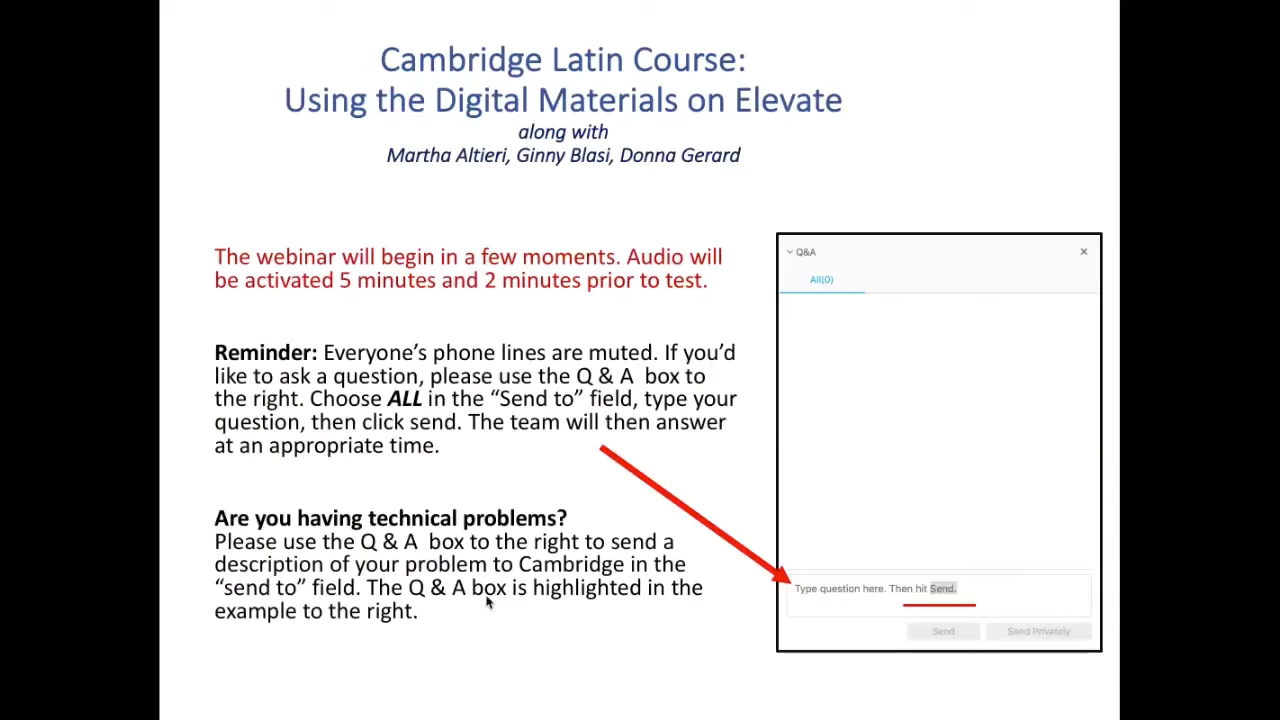 Cambridge Latin Course:
Using the Digital Materials on Elevate
along with
Martha Altieri, Ginny Blasi, Donna Gerard
The webinar will begin in a few moments. Audio will
be activated 5 minutes and 2 minutes prior to test.
Reminder: Everyone’s phone lines are muted. If you’d
like to ask a question, please use the Q & A box to
the right. Choose ALL in the “Send to” field, type your
question, then click send. The team will then answer
at an appropriate time.
Are you having technical problems?
Please use the Q & A box to the right to send a
description of your problem to Cambridge in the
“send to” field. The Q & A box is highlighted in the
example to the right.
Q&A
All(0)
Type question here. Then hit Send.
Send Send Privately